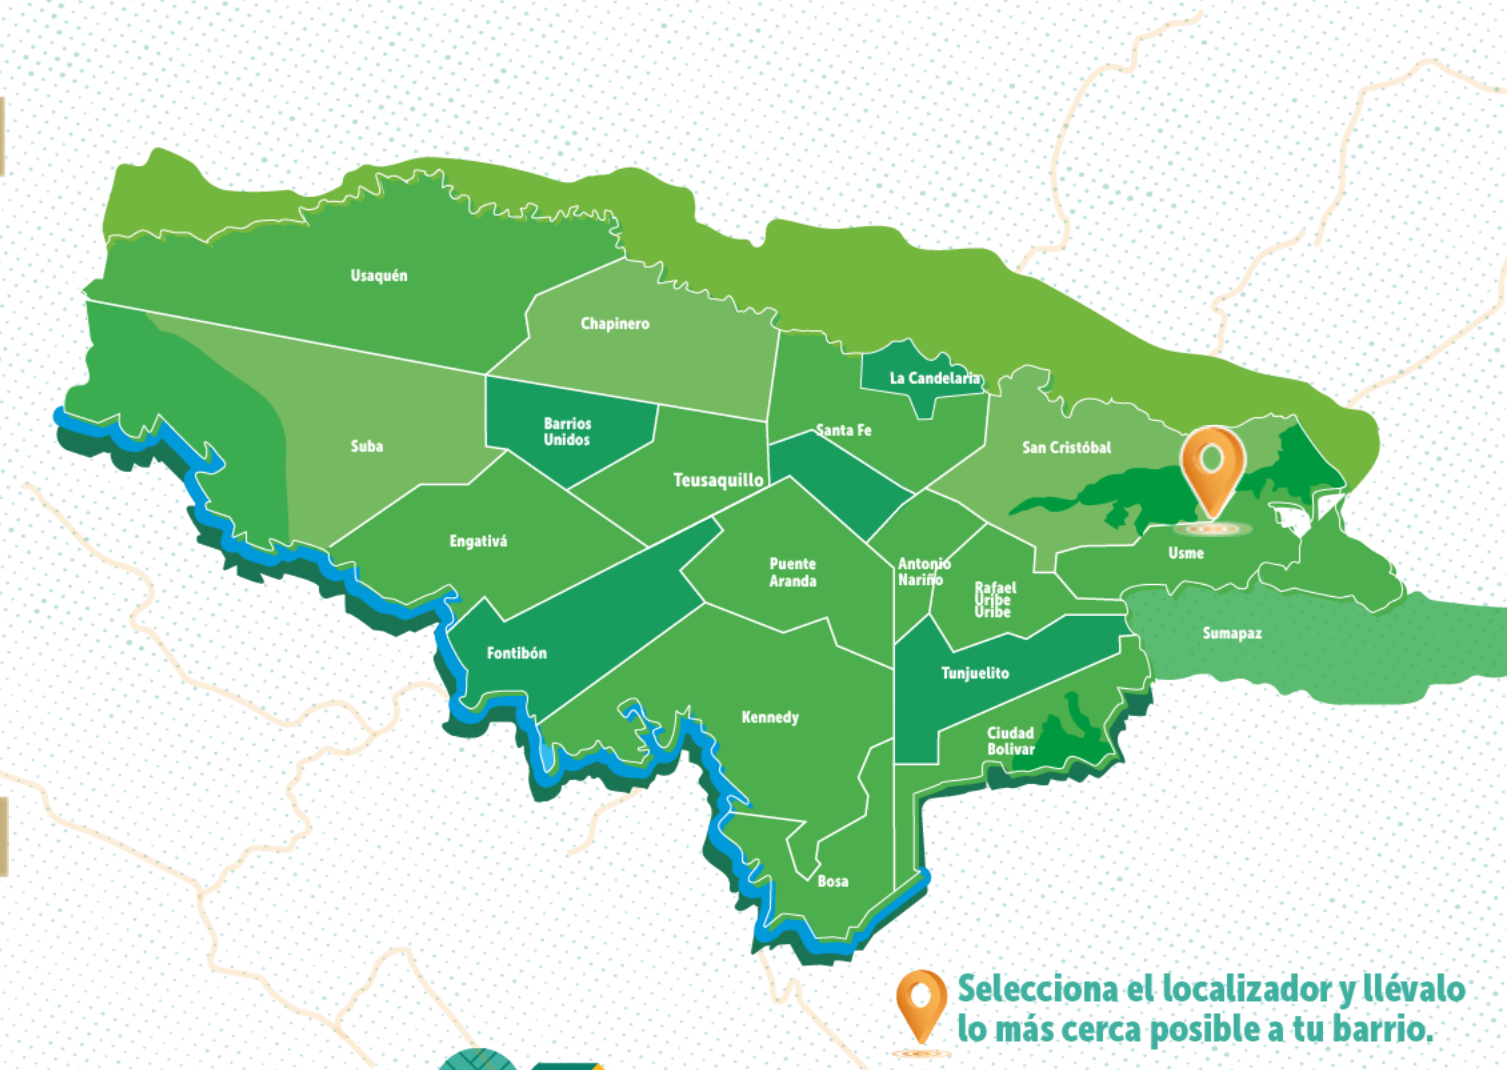 Usaquén
Chapinero
La Candelaria
Barrios
Unidos
Santa Fe
Suba
San Cristóbal
Teusaquillo
Engativá
Usme
Puente
Aranda
Antonio
Nariño
Rafael
Uribe
Uribe
Sumapaz
Fontibón
Tunjuelito
Kennedy
Ciudad
Bolivar
Bosa
Selecciona el localizador y llévalo
lo más cerca posible a tu barrio.